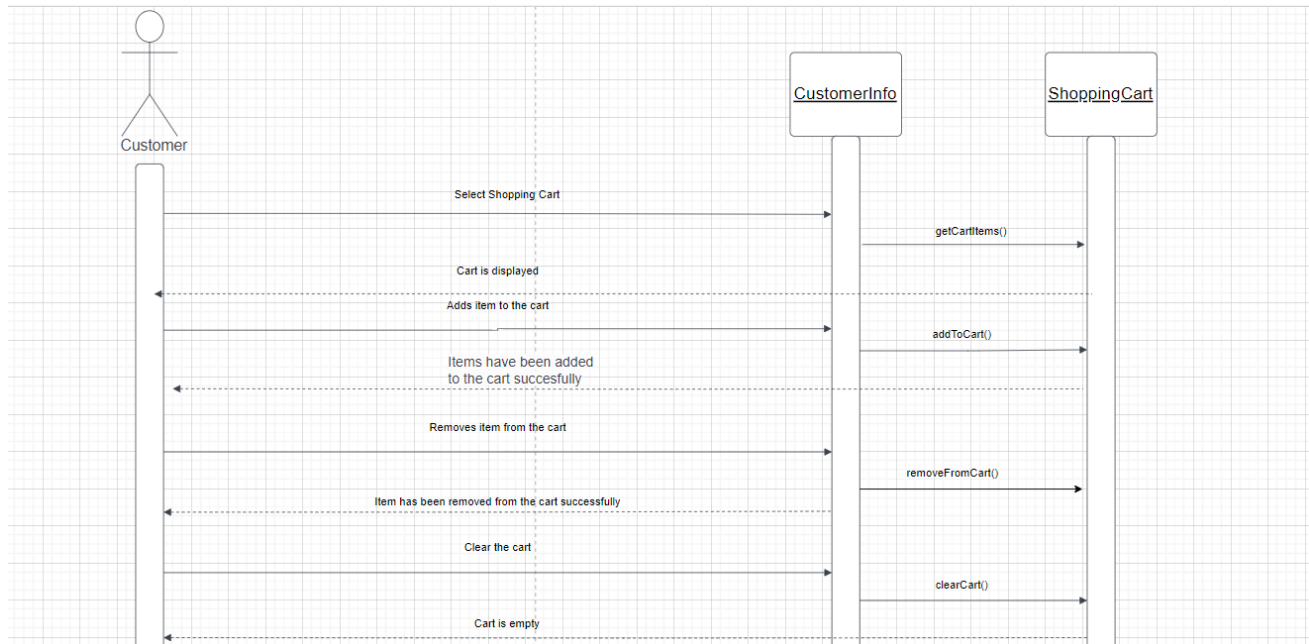 CustomerInfo
ShoppingCart
Customer
Select Shopping Cart
getCartItems()
Cart is displayed
Adds item to the cart
addToCart()
Items have been added
to the cart succesfully
Removes item from the cart
removeFromCart()
Item has been removed from the cart successfully
Clear the cart
clearCart()
Cart is empty